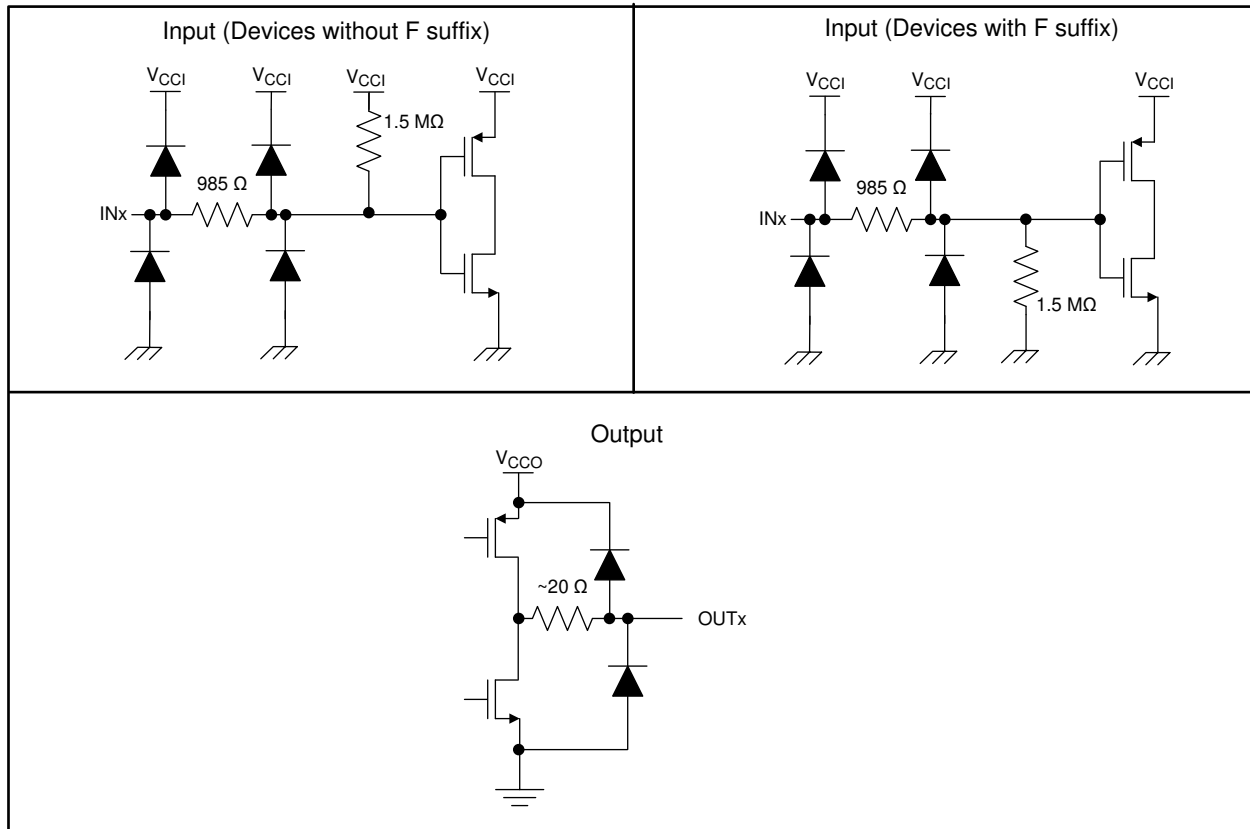 Input (Devices without F suffix)
VCCI VCCI VCCI VCCI
1.5 MΩ
985 Ω
INx
Input (Devices with F suffix)
VCCI VCCI VCCI
985 Ω
INx
1.5 MΩ
Output
VCCO
~20 Ω
OUTx